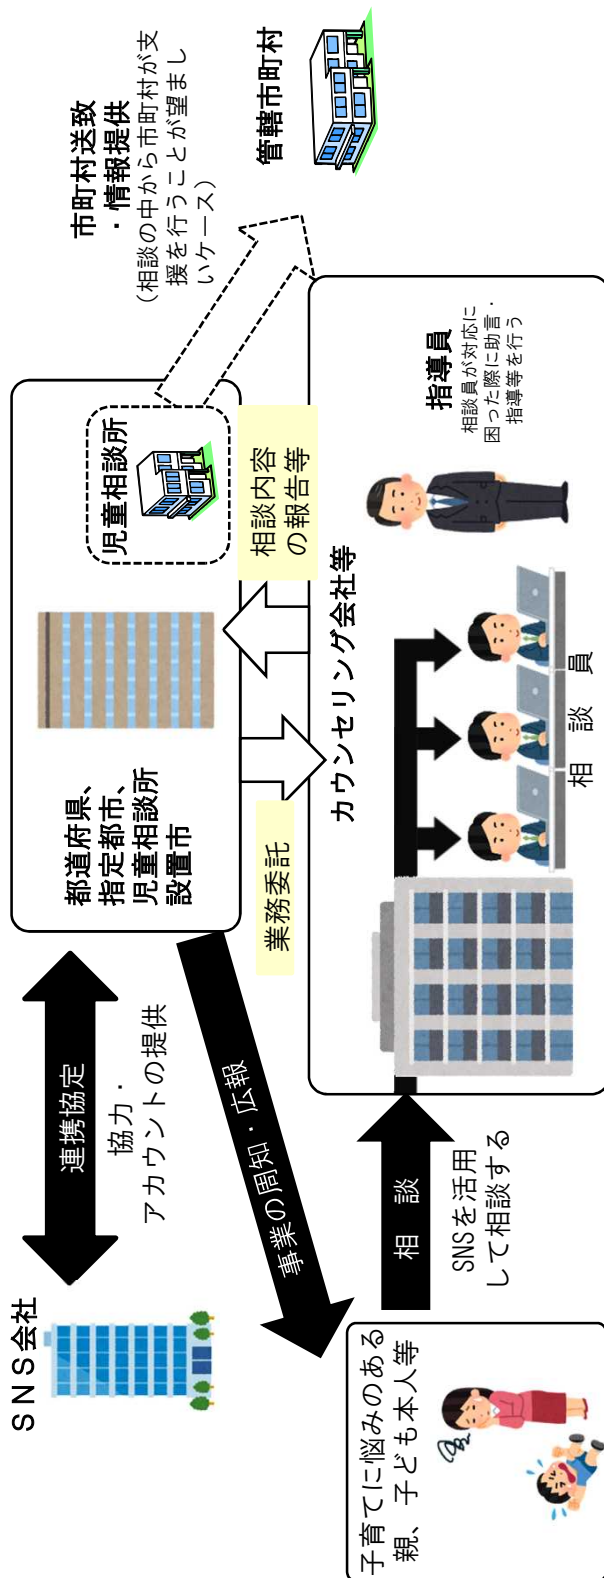 SNS会社
連携協定
協力・
アカウントの提供
都道府県、
指定都市、
児童相談所
設置市
児童相談所
市町村送致
・情報提供
（相談の中から市町村が支
援を行うことが望まし
いケース）
管轄市町村
事業の周知・広報
業務委託
相談内容
の報告等
子育てに悩みのある
親、子ども本人等
相　談
SNSを活用
して相談する
カウンセリング会社等
相　談　員
指導員
相談員が対応に
困った際に助言・
指導等を行う